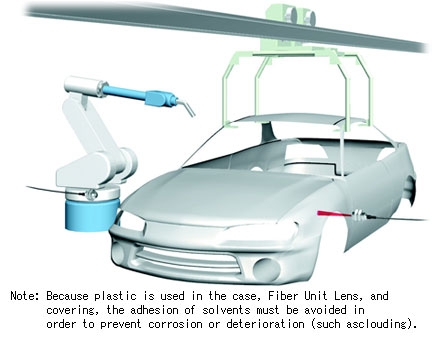 Note: Because plastic is used in the case, Fiber Unit Lens, and
covering, the adhesion of solvents must be avoided in
order to prevent corrosion or deterioration (such asclouding).